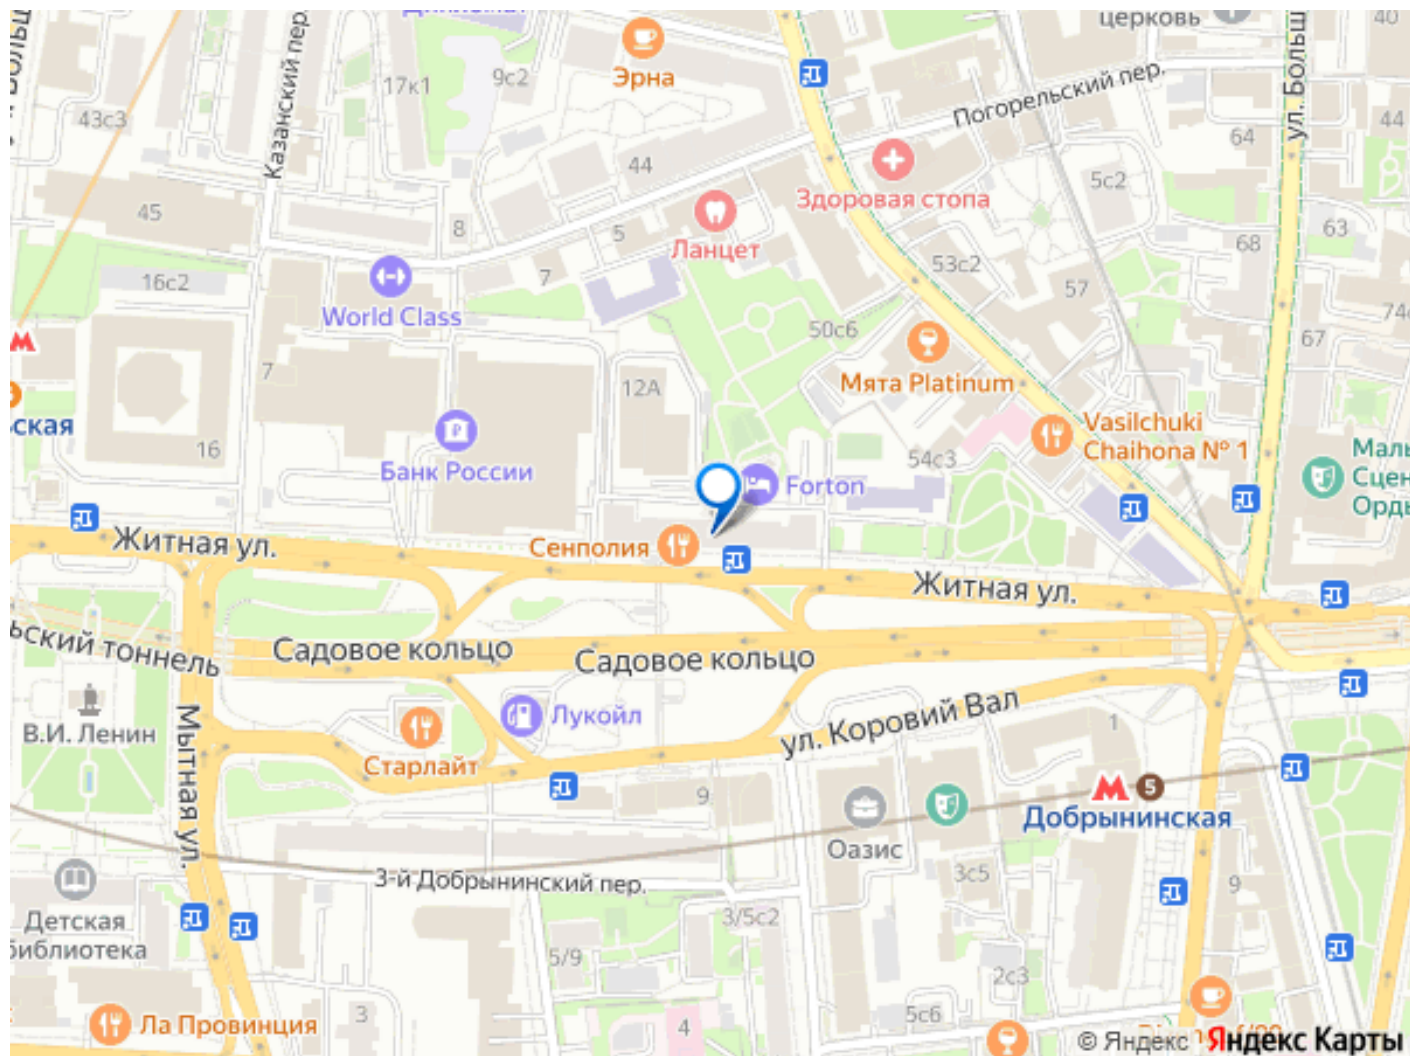 церковь
40
Эрна
9с2
17к1
Казанский пер.
43с3
Погорельский пер.
ул. Больш
64
44
44
Здоровая стопа
5с2
45
8
5
Ланцет
63
68
53с2
7
16с2
57
World Class
50с6
67
7
12А
Мята Platinum
ская
Vasilchuki
Chaihona № 1
16
Банк России
54с3
Forton
Житная ул.
Сенполия
Житная ул.
ьский тоннель
Садовое кольцо
Садовое кольцо
В.И. Ленин
Мытная ул.
Лукойл
ул. Коровий Вал
1
Старлайт
9
5
Добрынинская
Оазис
3-й Добрынинский пер.
3с5
9
Детская
библиотека
3/5с2
5/9
2с3
3
Ла Провинция
4
5с6
© Яндекс Яндекс Карты